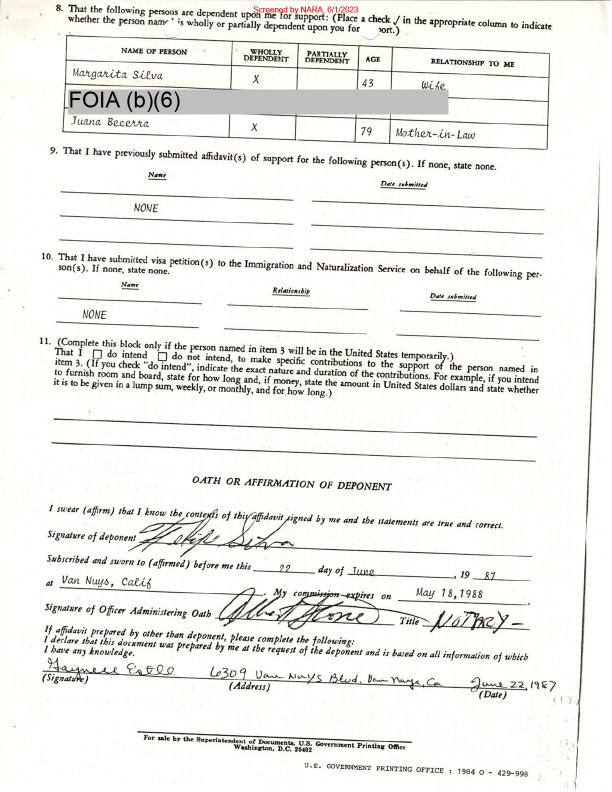 Screened by NARA, 6/1/2023
8. That the following persons are dependent upon me for support: (Place a check √ in the appropriate column to indicate
whether the person name is wholly or partially dependent upon you for port.)
NAME OF PERSON WHOLLY DEPENDENT PARTIALLY DEPENDENT AGE RELATIONSHIP TO ME
Margarita Silva X 43 Wife
FOIA (b)(6)
Juana Becerra X 79 Mother-in-Law
9. That I have previously submitted affidavit(s) of support for the following person(s). If none, state none.
Name Date submitted
NONE
10. That I have submitted visa petition(s) to the Immigration and Naturalization Service on behalf of the following per-
son(s). If none, state none.
Name Relationship Date submitted
NONE
11. (Complete this block only if the person named in item 3 will be in the United States temporarily.)
That I ☐ do intend ☐ do not intend, to make specific contributions to the support of the person named in
item 3. (If you check "do intend", indicate the exact nature and duration of the contributions. For example, if you intend
to furnish room and board, state for how long and, if money, state the amount in United States dollars and state whether
it is to be given in a lump sum, weekly, or monthly, and for how long.)
OATH OR AFFIRMATION OF DEPONENT
I swear (affirm) that I know the contents of this affidavit signed by me and the statements are true and correct.
Signature of deponent Felipe Silva
Subscribed and sworn to (affirmed) before me this 22 day of June , 19 87
at Van Nuys, Calif . My commission expires on May 18, 1988 .
Signature of Officer Administering Oath Title NOTARY-
If affidavit prepared by other than deponent, please complete the following:
I declare that this document was prepared by me at the request of the deponent and is based on all information of which
I have any knowledge.
6309 Van Nuys Blvd. Van Nuys, Ca June 22, 1987
(Signature) (Address) (Date)
For sale by the Superintendent of Documents, U.S. Government Printing Office
Washington, D.C. 20402
U.S. GOVERNMENT PRINTING OFFICE : 1984 O - 429-998